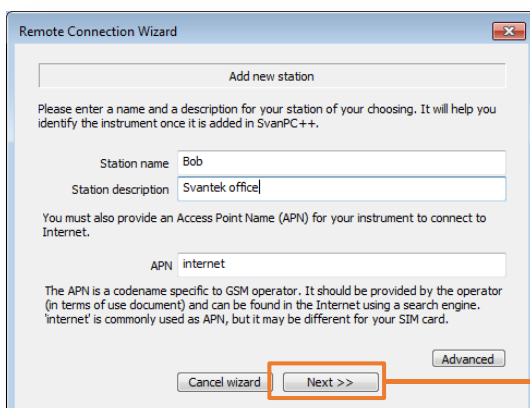 Remote Connection Wizard
Add new station
Please enter a name and a description for your station of your choosing. It will help you
identify the instrument once it is added in SvanPC++.
Station name Bob
Station description Svantek office
You must also provide an Access Point Name (APN) for your instrument to connect to
Internet.
APN internet
The APN is a codename specific to GSM operator. It should be provided by the operator
(in terms of use document) and can be found in the Internet using a search engine.
'internet' is commonly used as APN, but it may be different for your SIM card.
Advanced
Cancel wizard Next >>